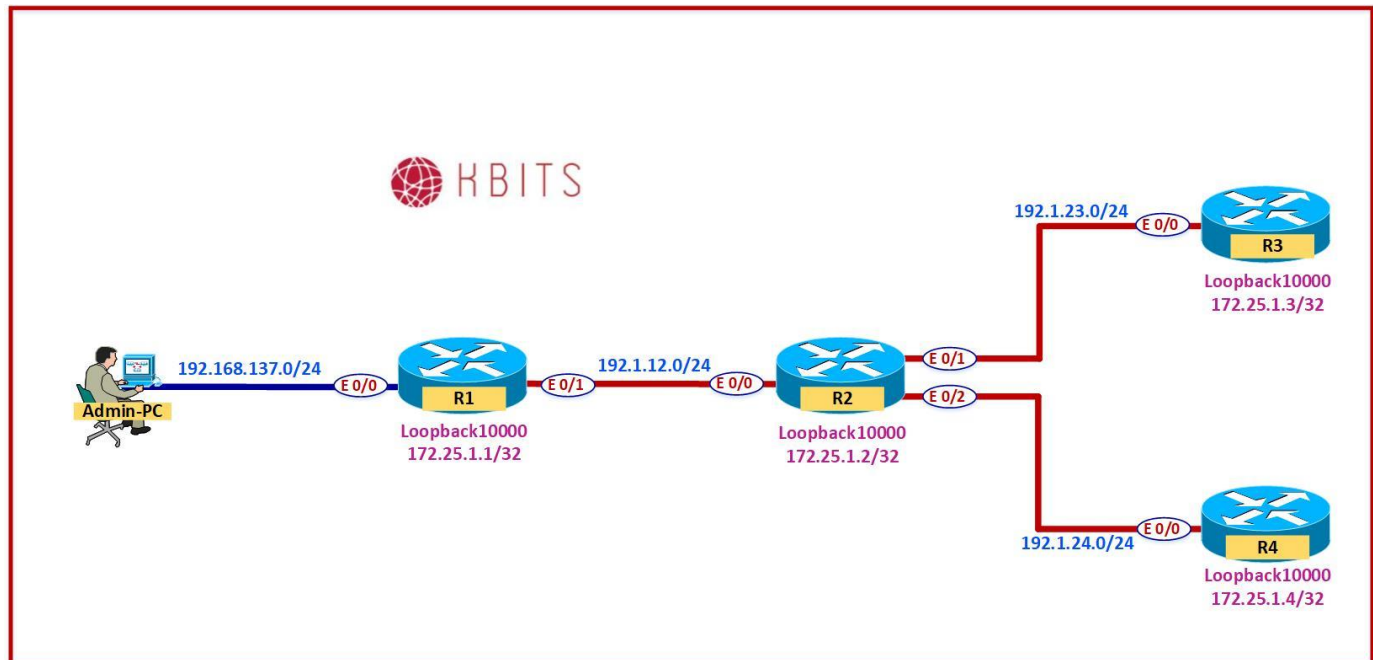 KBITS
192.1.23.0/24
E 0/0
R3
Loopback10000
172.25.1.3/32
192.168.137.0/24
E 0/0
192.1.12.0/24
E 0/0
E 0/1
Admin-PC
R1
E 0/1
R2
E 0/2
Loopback10000
172.25.1.1/32
Loopback10000
172.25.1.2/32
192.1.24.0/24
E 0/0
R4
Loopback10000
172.25.1.4/32